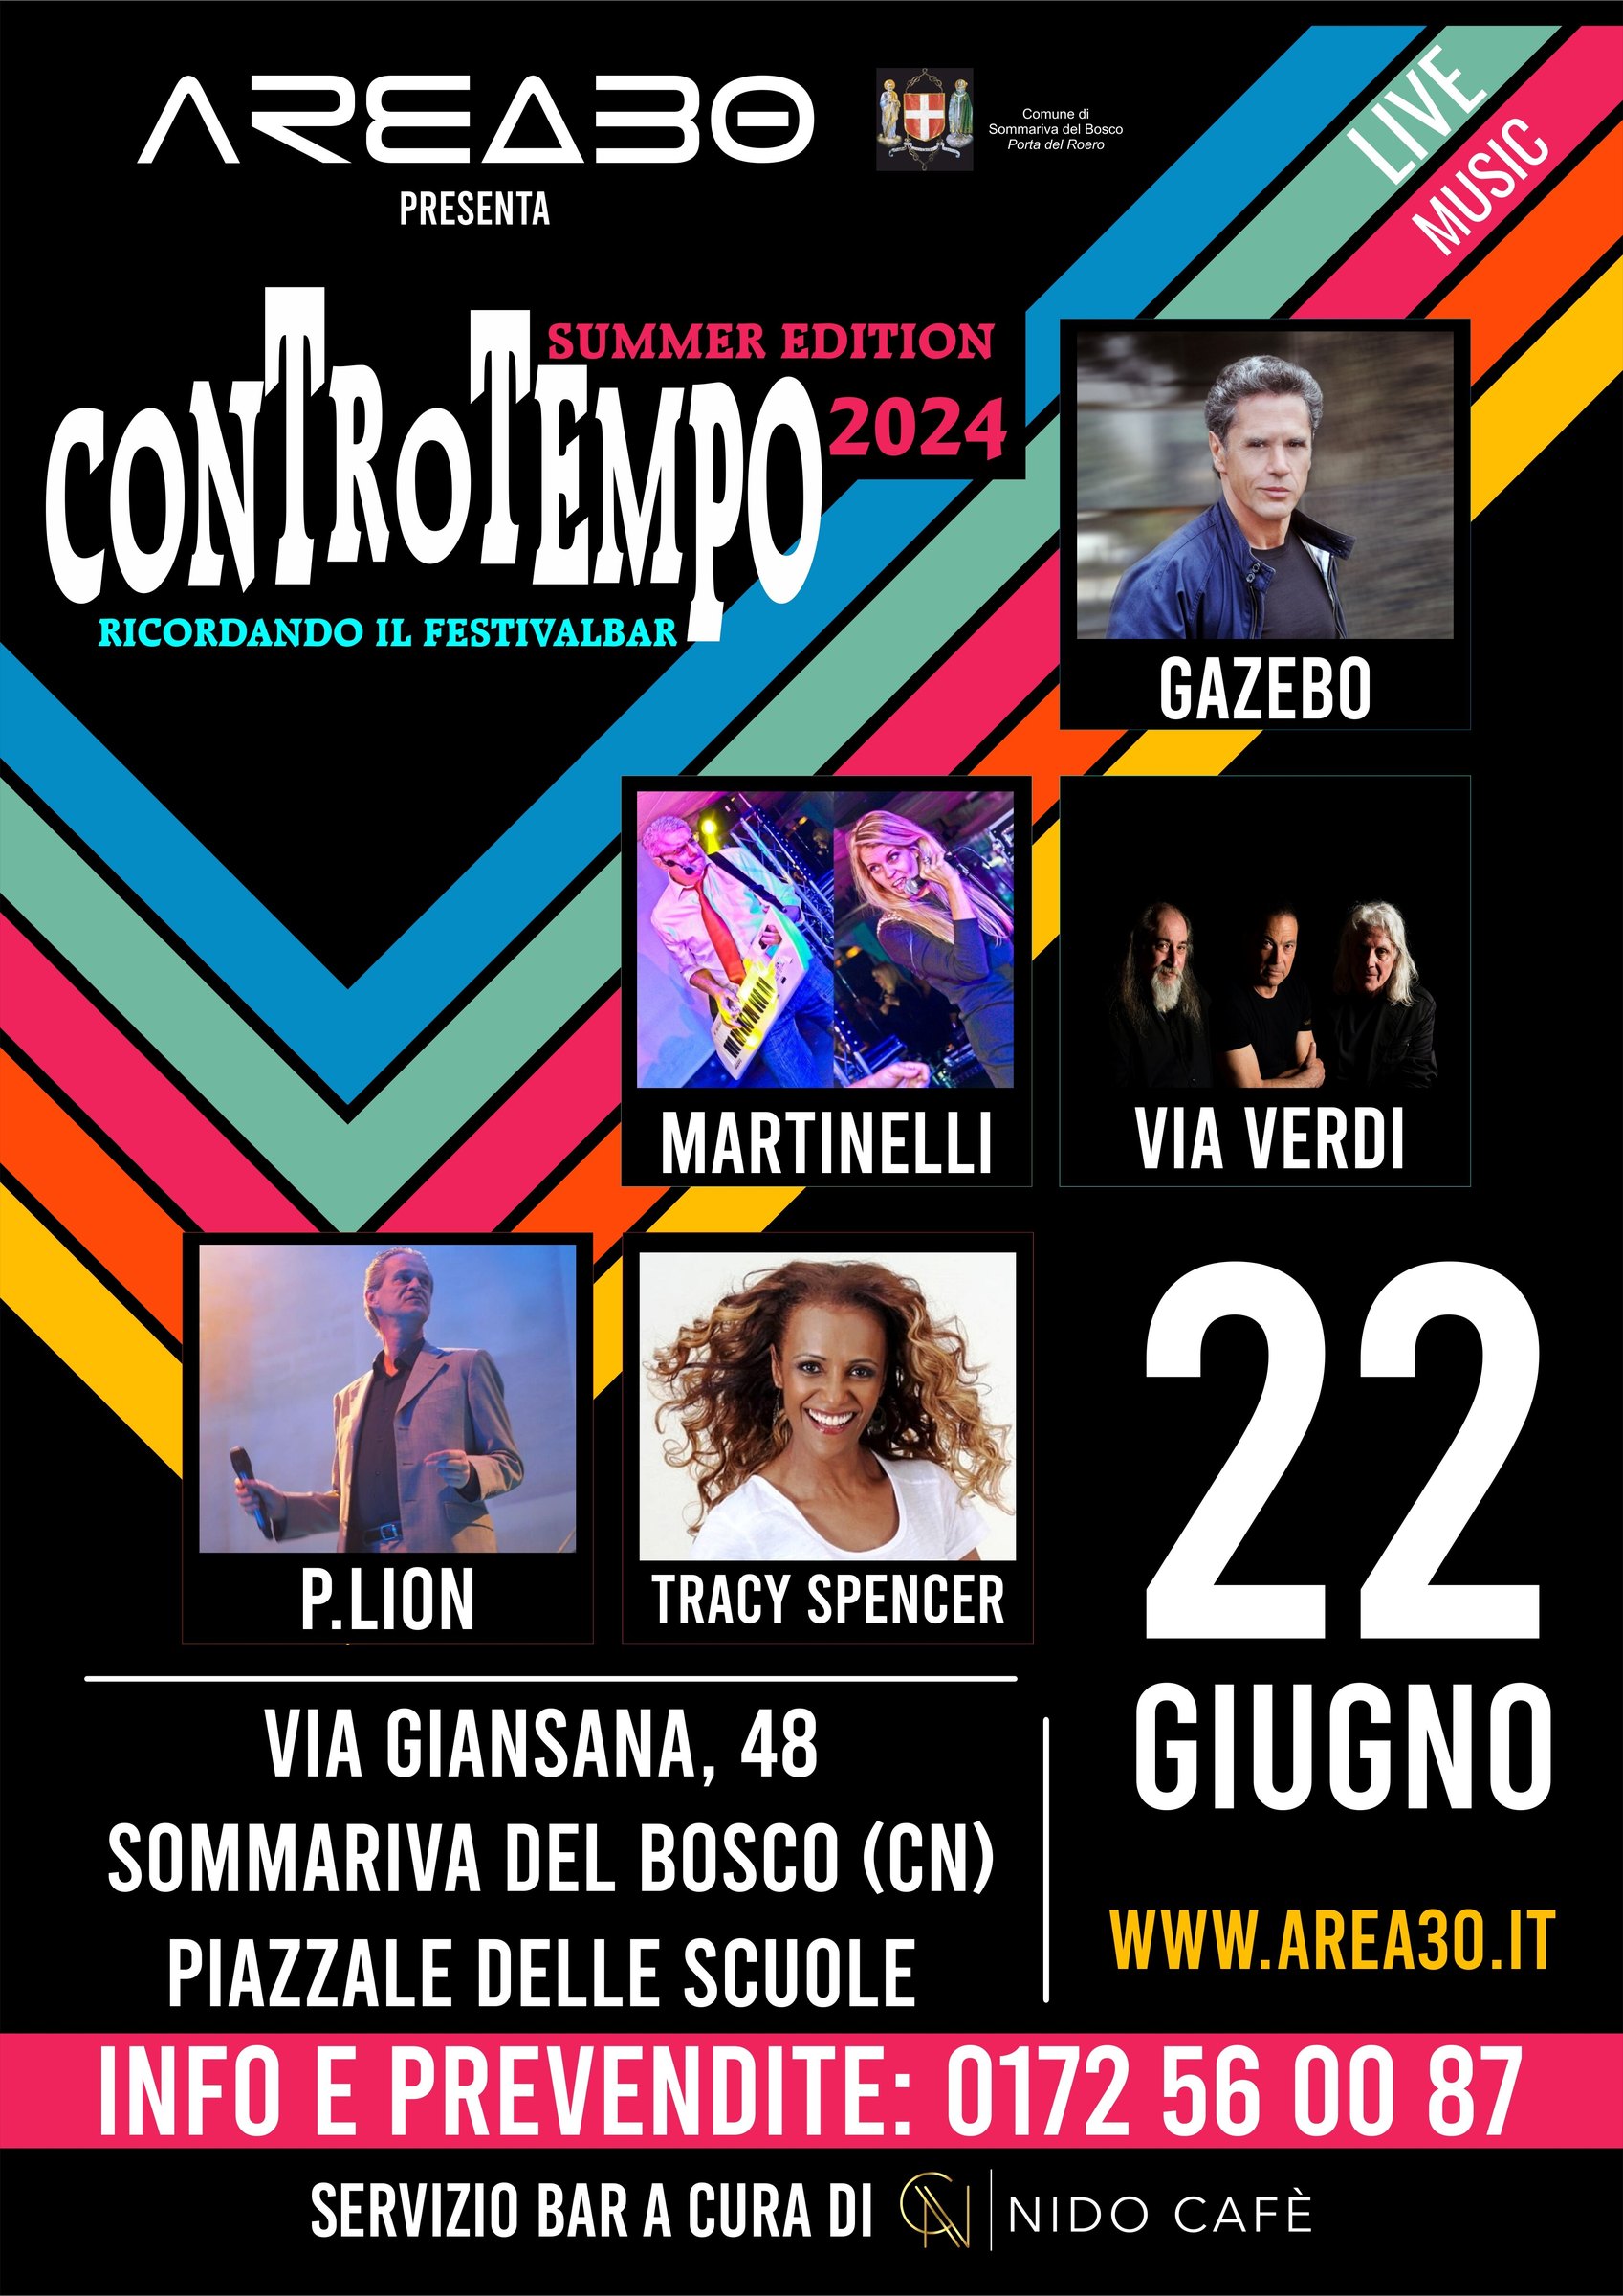 AREA30
PRESENTA
Comune di
Sommariva del Bosco
Porta del Roero
LIVE
MUSIC
SUMMER EDITION
CONTROTEMPO
2024
RICORDANDO IL FESTIVALBAR
GAZEBO
MARTINELLI
VIA VERDI
P.LION
TRACY SPENCER
22
GIUGNO
VIA GIANSANA, 48
SOMMARIVA DEL BOSCO (CN)
PIAZZALE DELLE SCUOLE
WWW.AREA30.IT
INFO E PREVENDITE: 0172 56 00 87
SERVIZIO BAR A CURA DI
NIDO CAFÈ